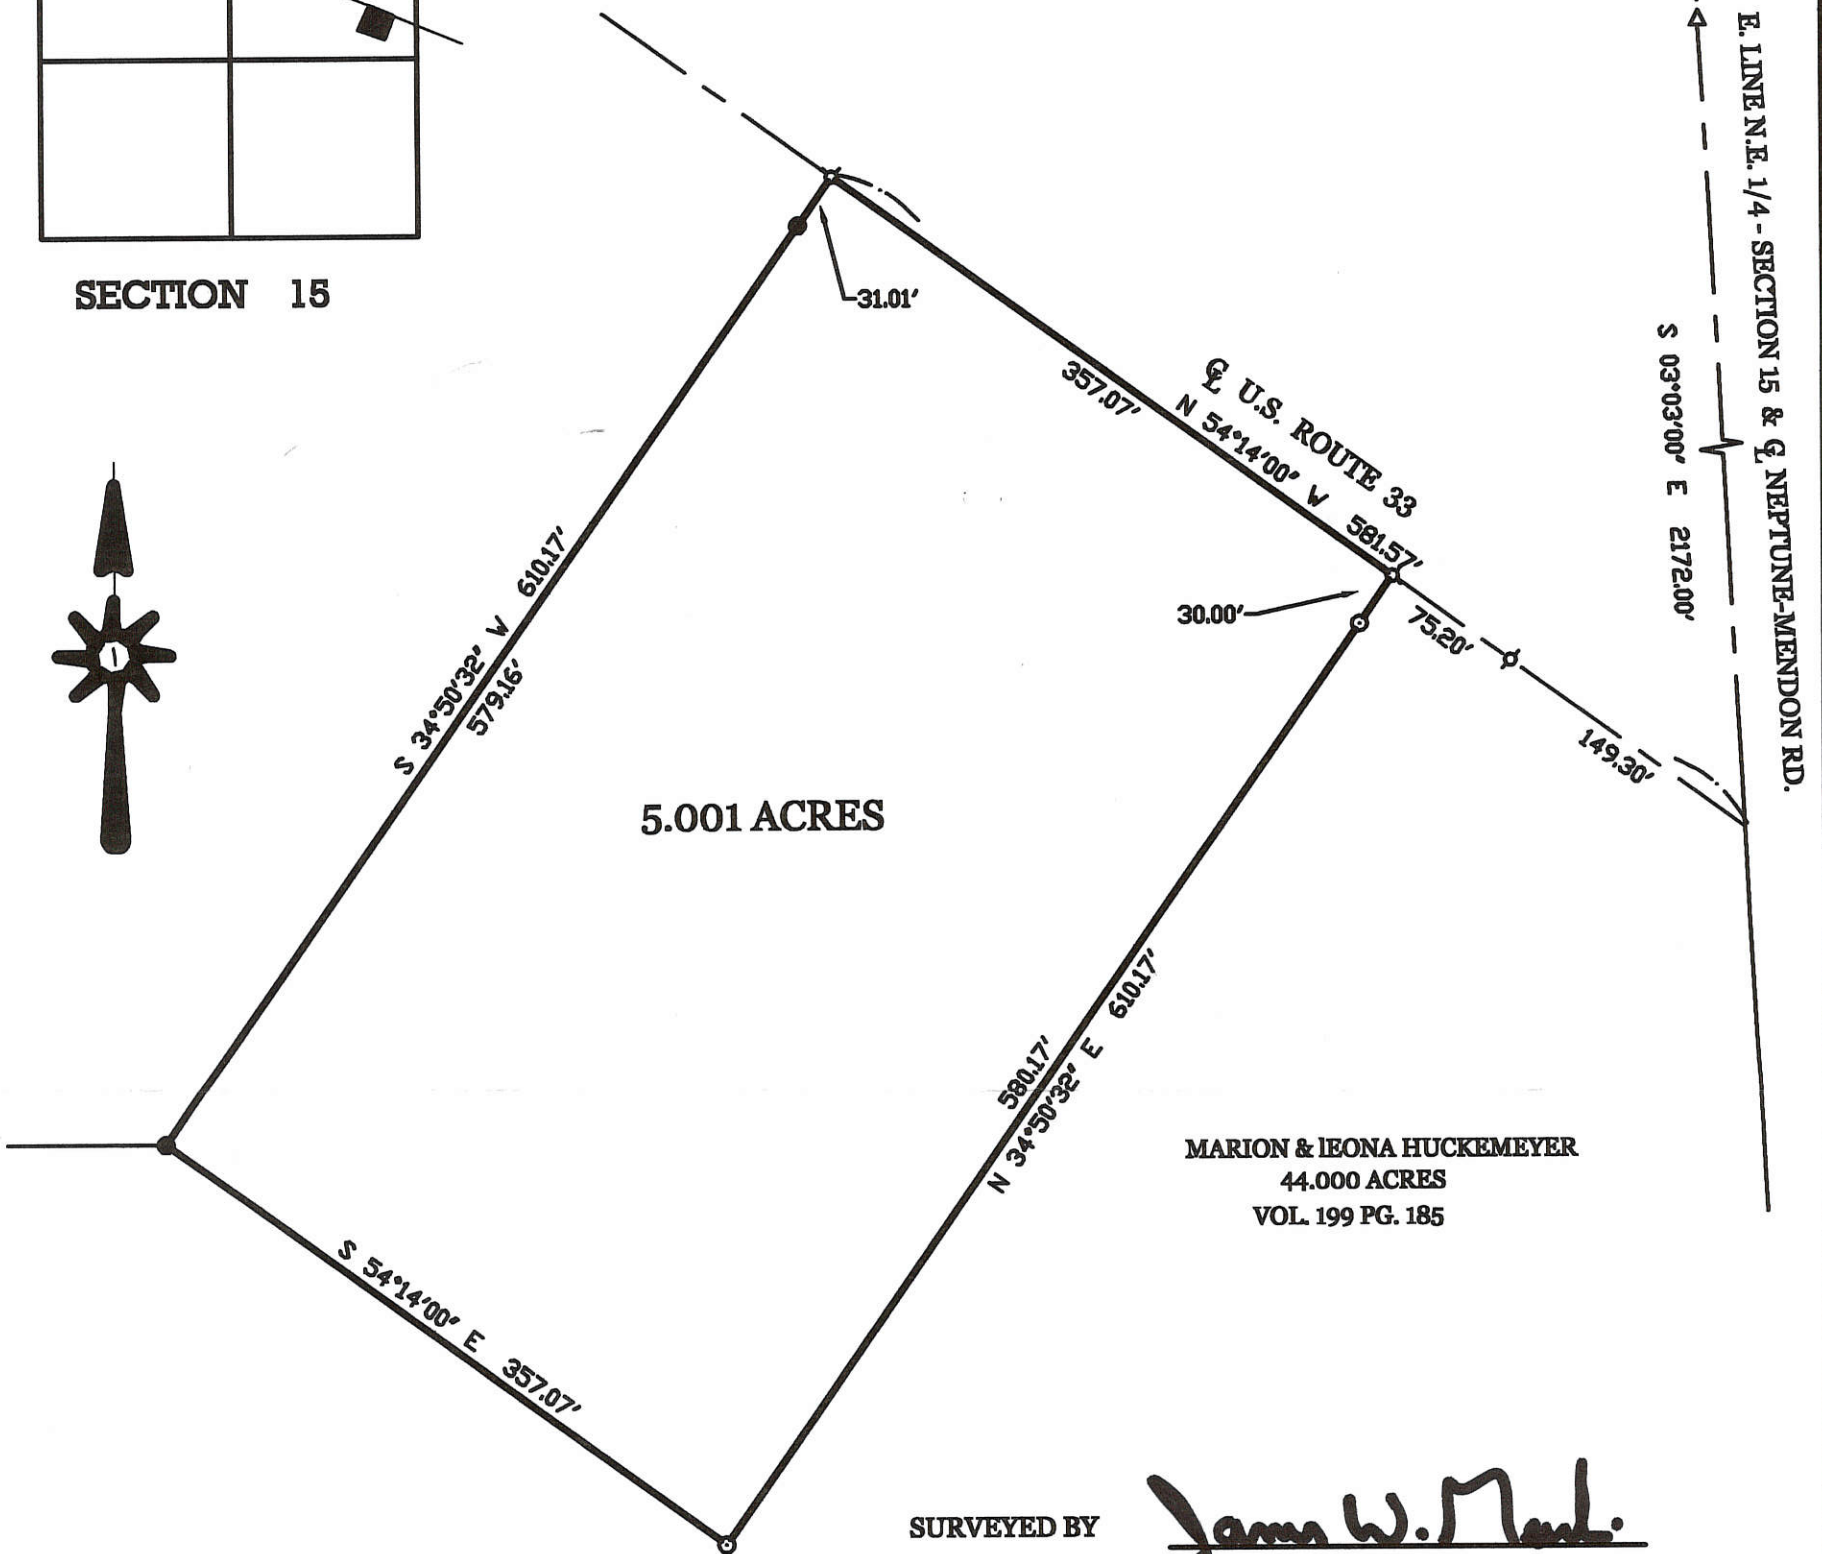 SECTION 15
31.01'
357.07'
℄ U.S. ROUTE 33
N 54°14'00" W 581.57'
30.00'
75.20'
149.30'
E. LINE N.E. 1/4 - SECTION 15 & ℄ NEPTUNE-MENDON RD.
S 03°03'00" E 2172.00'
S 34°50'32" W 610.17'
579.16'
5.001 ACRES
580.17'
N 34°50'32" E 610.17'
MARION & lEONA HUCKEMEYER
44.000 ACRES
VOL. 199 PG. 185
S 54°14'00" E 357.07'
SURVEYED BY
James W.